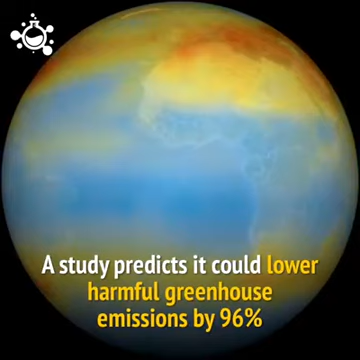 A study predicts it could lower
harmful greenhouse
emissions by 96%